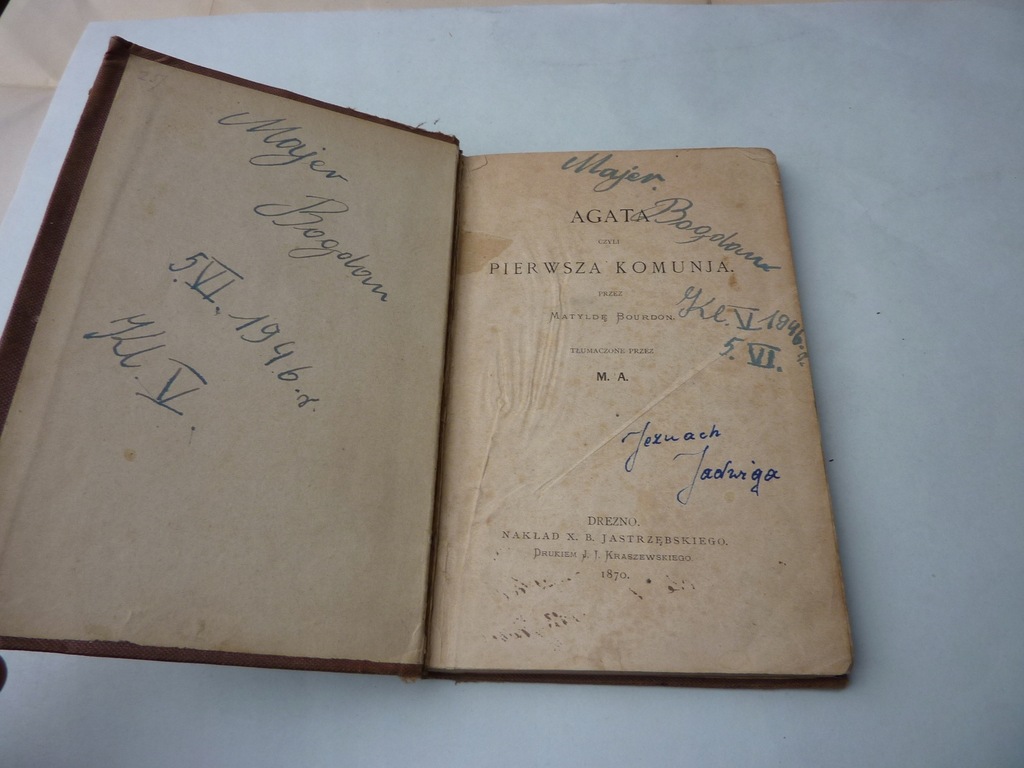 Majer
Bogdan
5.VI. 1946.r.
Kl. V.
Majer.
Bogdan
AGATA
CZYLI
PIERWSZA KOMUNJA.
PRZEZ
MATYLDĘ BOURDON.
Kl. V 1946.r.
5. VI.
TŁUMACZONE PRZEZ
M. A.
Jeznach
Jadwiga
DREZNO.
NAKŁAD X. B. JASTRZĘBSKIEGO.
DRUKIEM J. I. KRASZEWSKIEGO.
1870.